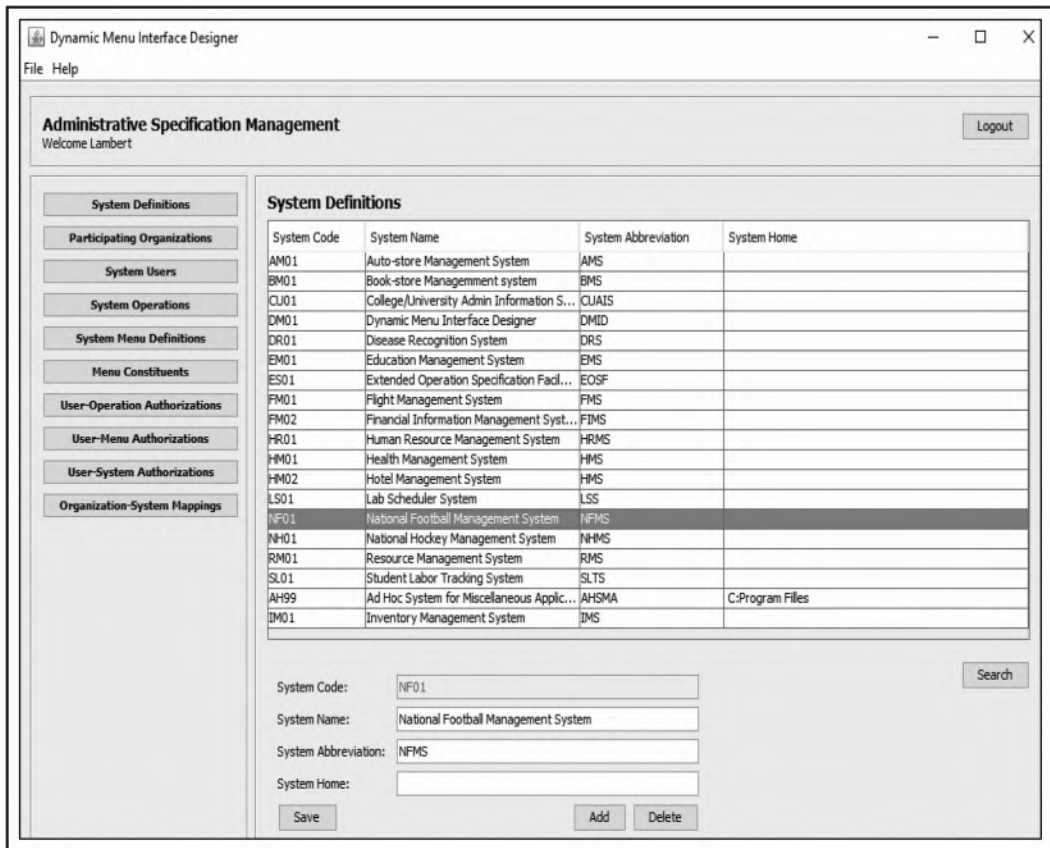 Dynamic Menu Interface Designer
File Help
Administrative Specification Management
Welcome Lambert
Logout
System Definitions
Participating Organizations
System Users
System Operations
System Menu Definitions
Menu Constituents
User-Operation Authorizations
User-Menu Authorizations
User-System Authorizations
Organization-System Mappings
System Definitions
System Code System Name System Abbreviation System Home
AM01 Auto-store Management System AMS
BM01 Book-store Managemment system BMS
CU01 College/University Admin Information S... CUAIS
DM01 Dynamic Menu Interface Designer DMID
DR01 Disease Recognition System DRS
EM01 Education Management System EMS
ES01 Extended Operation Specification Facil... EOSF
FM01 Flight Management System FMS
FM02 Financial Information Management Syst... FIMS
HR01 Human Resource Management System HRMS
HM01 Health Management System HMS
HM02 Hotel Management System HMS
LS01 Lab Scheduler System LSS
NF01 National Football Management System NFMS
NH01 National Hockey Management System NHMS
RM01 Resource Management System RMS
SL01 Student Labor Tracking System SLTS
AH99 Ad Hoc System for Miscellaneous Applic... AHSMA C:Program Filles
IM01 Inventory Management System IMS
Search
System Code: NF01
System Name: National Football Management System
System Abbreviation: NFMS
System Home:
Save Add Delete